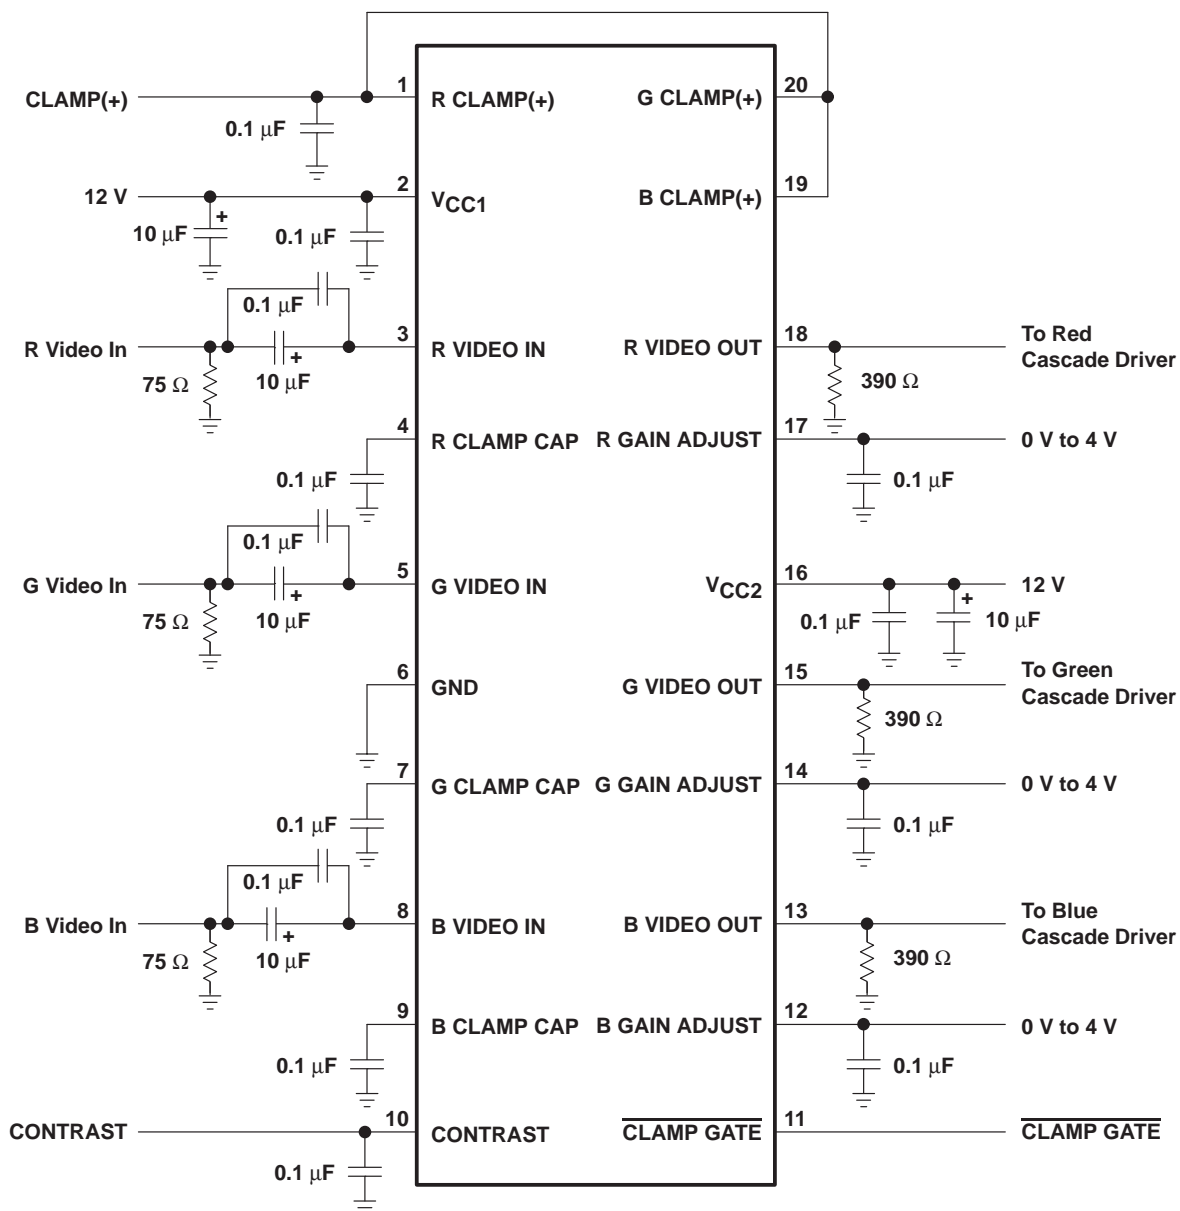 CLAMP(+)
1
R CLAMP(+)
G CLAMP(+)
20
0.1 μF
12 V
2
VCC1
B CLAMP(+)
19
10 μF
+
0.1 μF
0.1 μF
R Video In
3
R VIDEO IN
R VIDEO OUT
18
To Red
Cascade Driver
75 Ω
10 μF
+
390 Ω
4
R CLAMP CAP
R GAIN ADJUST
17
0 V to 4 V
0.1 μF
0.1 μF
0.1 μF
G Video In
5
G VIDEO IN
VCC2
16
12 V
75 Ω
10 μF
+
0.1 μF
+
10 μF
6
GND
G VIDEO OUT
15
To Green
Cascade Driver
390 Ω
7
G CLAMP CAP
G GAIN ADJUST
14
0 V to 4 V
0.1 μF
0.1 μF
0.1 μF
B Video In
8
B VIDEO IN
B VIDEO OUT
13
To Blue
Cascade Driver
75 Ω
10 μF
+
390 Ω
9
B CLAMP CAP
B GAIN ADJUST
12
0 V to 4 V
0.1 μF
0.1 μF
CONTRAST
10
CONTRAST
CLAMP GATE
11
CLAMP GATE
0.1 μF